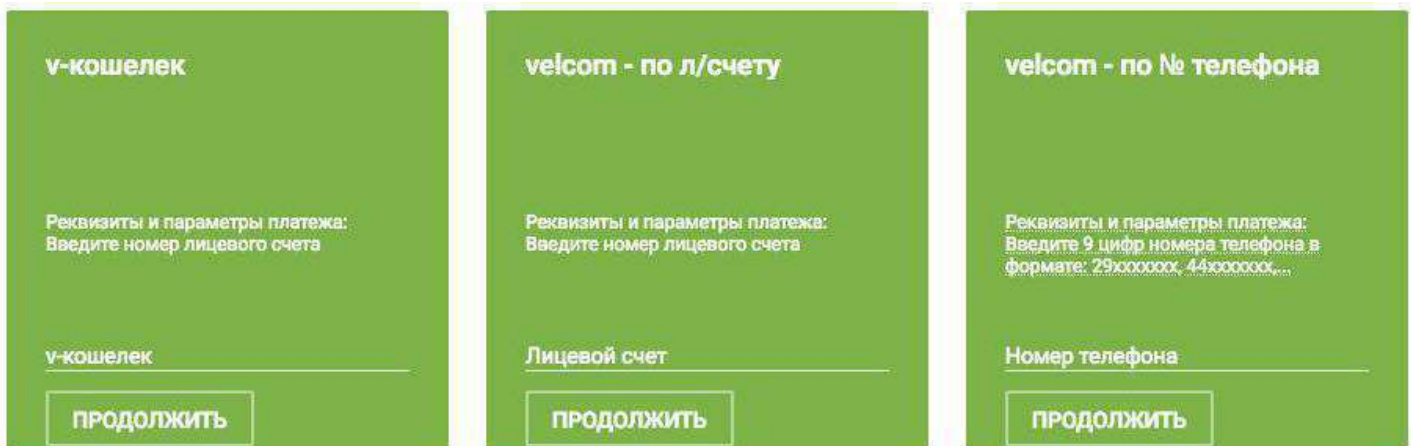 v-кошелек
Реквизиты и параметры платежа:
Введите номер лицевого счета
v-кошелек
ПРОДОЛЖИТЬ
velcom - по л/счету
Реквизиты и параметры платежа:
Введите номер лицевого счета
Лицевой счет
ПРОДОЛЖИТЬ
velcom - по № телефона
Реквизиты и параметры платежа:
Введите 9 цифр номера телефона в
формате: 29xxxxxxx, 44xxxxxxx,...
Номер телефона
ПРОДОЛЖИТЬ